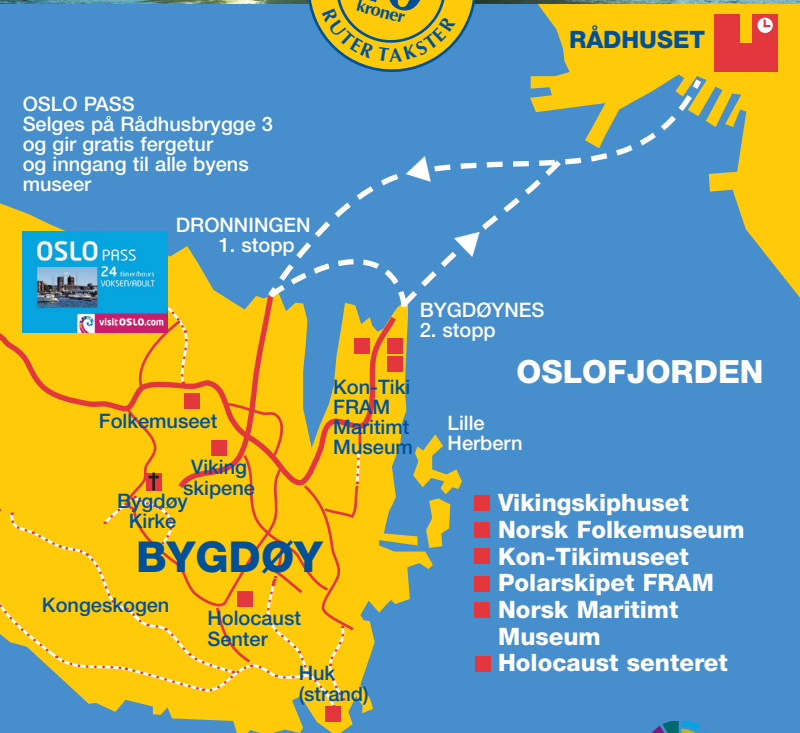 kroner
RUTER TAKSTER
RÅDHUSET
OSLO PASS
Selges på Rådhusbrygge 3
og gir gratis fergetur
og inngang til alle byens
museer
DRONNINGEN
1. stopp
OSLO PASS
24 timer/hours
VOKSEN/ADULT
visitOSLO.com
BYGDØYNES
2. stopp
OSLOFJORDEN
Kon-Tiki
FRAM
Maritimt
Museum
Folkemuseet
Lille
Herbern
Viking
skipene
Bygdøy
Kirke
BYGDØY
Kongeskogen
Holocaust
Senter
Huk
(strand)
Vikingskiphuset
Norsk Folkemuseum
Kon-Tikimuseet
Polarskipet FRAM
Norsk Maritimt
Museum
Holocaust senteret